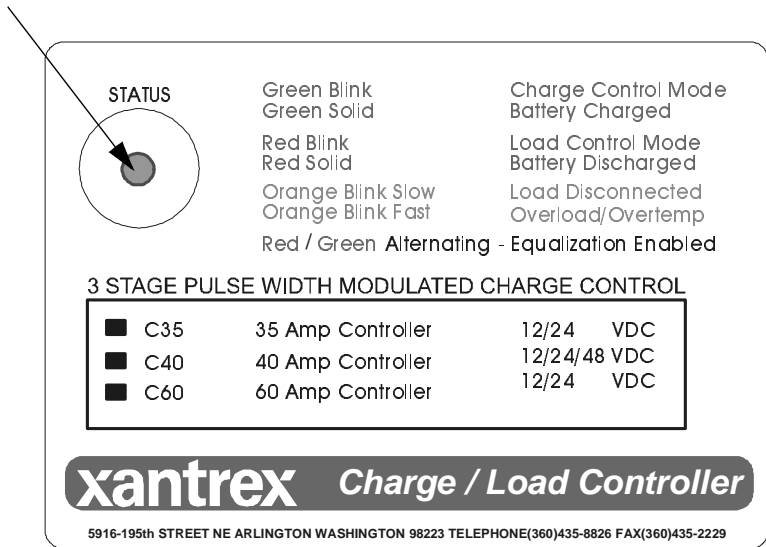 STATUS
Green Blink Charge Control Mode
Green Solid Battery Charged
Red Blink Load Control Mode
Red Solid Battery Discharged
Orange Blink Slow Load Disconnected
Orange Blink Fast Overload/Overtemp
Red / Green Alternating - Equalization Enabled
3 STAGE PULSE WIDTH MODULATED CHARGE CONTROL
C35 35 Amp Controller 12/24 VDC
C40 40 Amp Controller 12/24/48 VDC
C60 60 Amp Controller 12/24 VDC
xantrex Charge / Load Controller
5916-195th STREET NE ARLINGTON WASHINGTON 98223 TELEPHONE(360)435-8826 FAX(360)435-2229